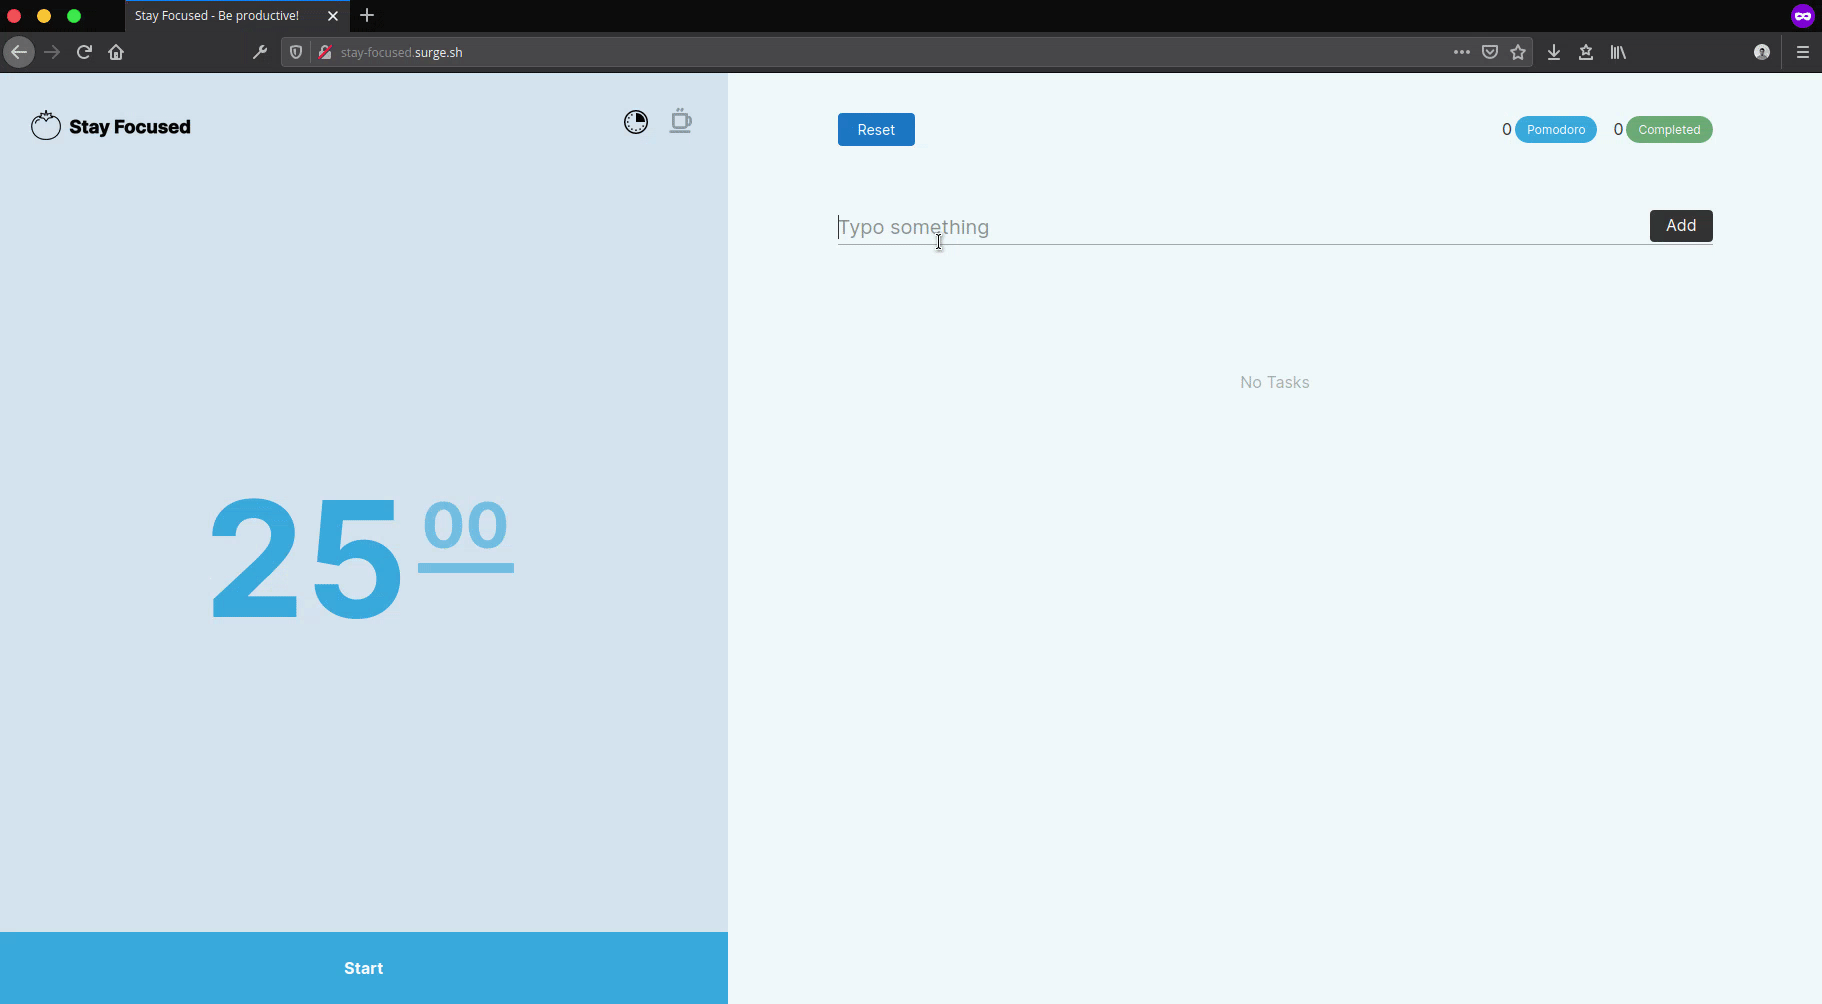 Stay Focused - Be productive!
stay-focused.surge.sh
Stay Focused
Reset
0 Pomodoro 0 Completed
Typo something
Add
No Tasks
25 00
Start